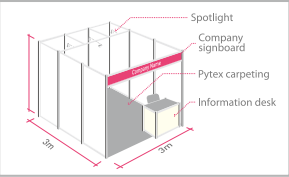 Spotlight
Company
signboard
Company Name
Pytex carpeting
Information desk
3m
3m